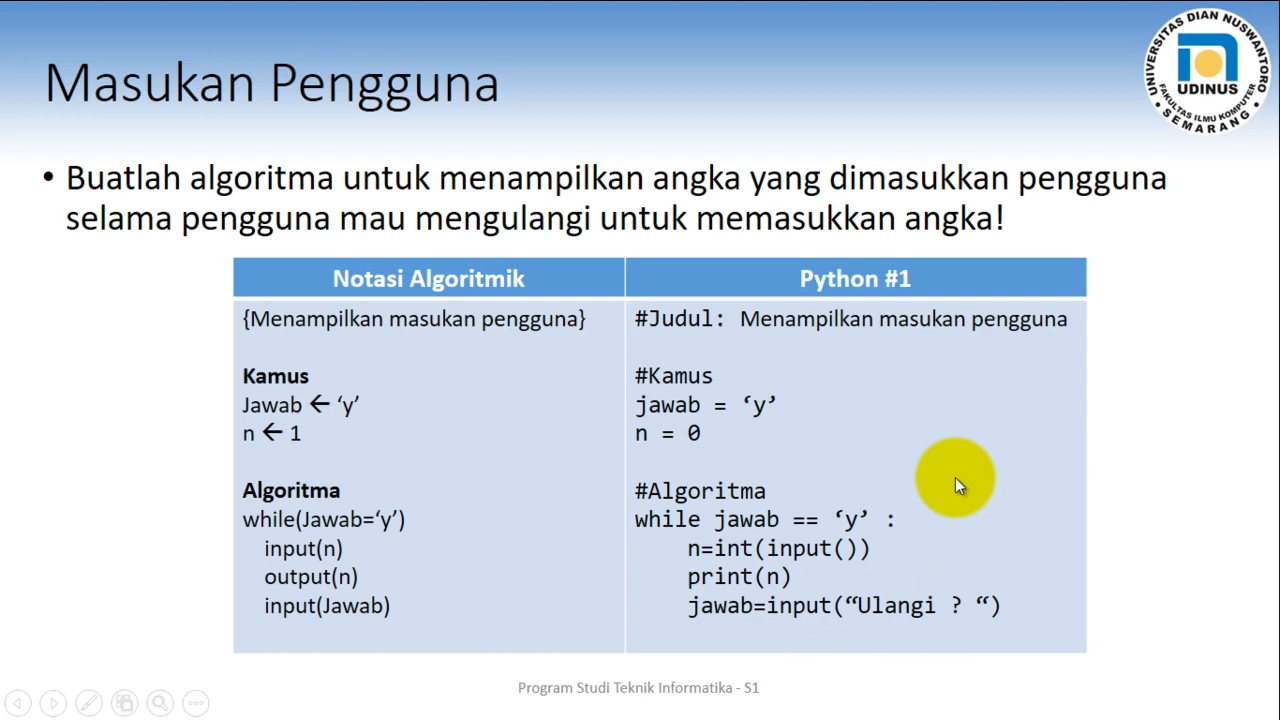 Masukan Pengguna
UNIVERSITAS DIAN NUSWANTORO
UDINUS
FAKULTAS ILMU KOMPUTER
• SEMARANG •
• Buatlah algoritma untuk menampilkan angka yang dimasukkan pengguna
selama pengguna mau mengulangi untuk memasukkan angka!
Notasi Algoritmik
{Menampilkan masukan pengguna}
Kamus
Jawab ← ‘y’
n ← 1
Algoritma
while(Jawab=‘y’)
input(n)
output(n)
input(Jawab)
Python #1
#Judul: Menampilkan masukan pengguna
#Kamus
jawab = ‘y’
n = 0
#Algoritma
while jawab == ‘y’ :
n=int(input())
print(n)
jawab=input(“Ulangi ? “)
Program Studi Teknik Informatika - S1